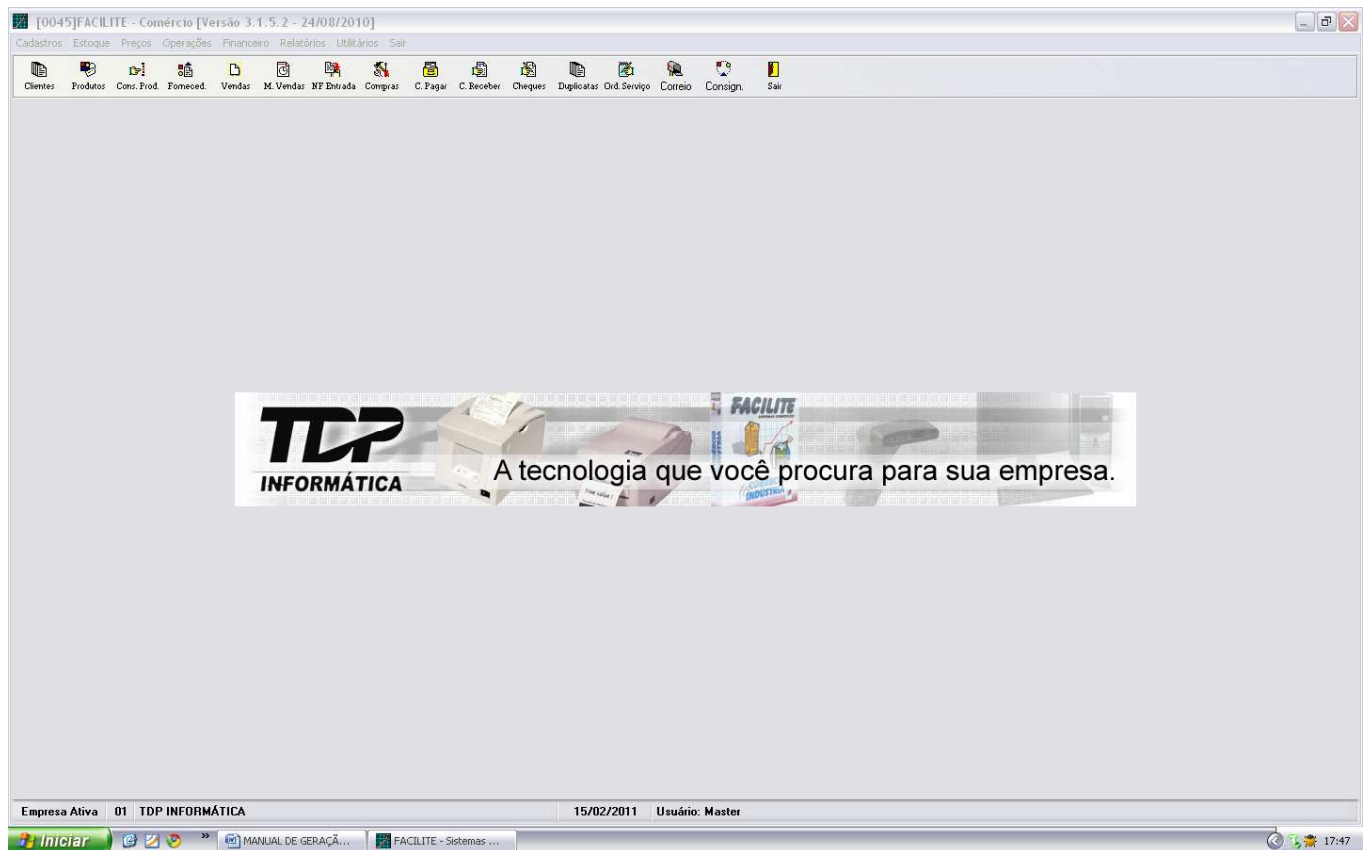 [0045]FACILITE - Comércio [Versão 3.1.5.2 - 24/08/2010]
Cadastros Estoque Preços Operações Financeiro Relatórios Utilitários Sair
Clientes Produtos Cons. Prod. Forneced. Vendas M. Vendas NF Entrada Compras C. Pagar C. Receber Cheques Duplicatas Ord. Serviço Correio Consign. Sair
FACILITE
TDP
INFORMÁTICA
A tecnologia que você procura para sua empresa.
INDÚSTRIA
Empresa Ativa 01 TDP INFORMÁTICA 15/02/2011 Usuário: Master
Iniciar » MANUAL DE GERAÇÃ... FACILITE - Sistemas ... 17:47